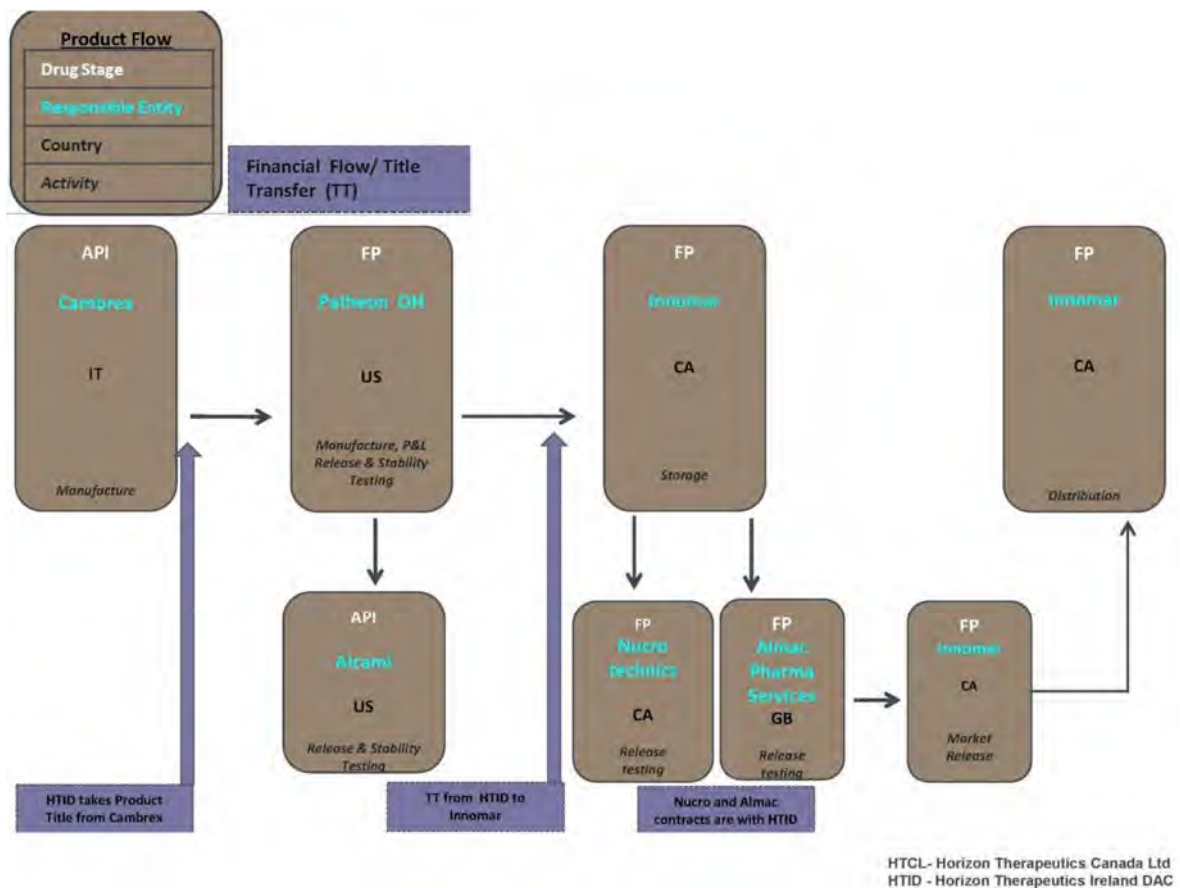 Product Flow
Drug Stage
Responsible Entity
Country
Activity
Financial Flow/ Title
Transfer (TT)
API
Cambrex
IT
Manufacture
FP
Patheon OH
US
Manufacture, P&L
Release & Stability
Testing
FP
Innomar
CA
Storage
FP
Innomar
CA
Distribution
API
Alcami
US
Release & Stability
Testing
FP
Nucro
technics
CA
Release
testing
FP
Almac
Pharma
Services
GB
Release
testing
FP
Innomar
CA
Market
Release
HTID takes Product
Title from Cambrex
TT from HTID to
Innomar
Nucro and Almac
contracts are with HTID
HTCL- Horizon Therapeutics Canada Ltd
HTID - Horizon Therapeutics Ireland DAC